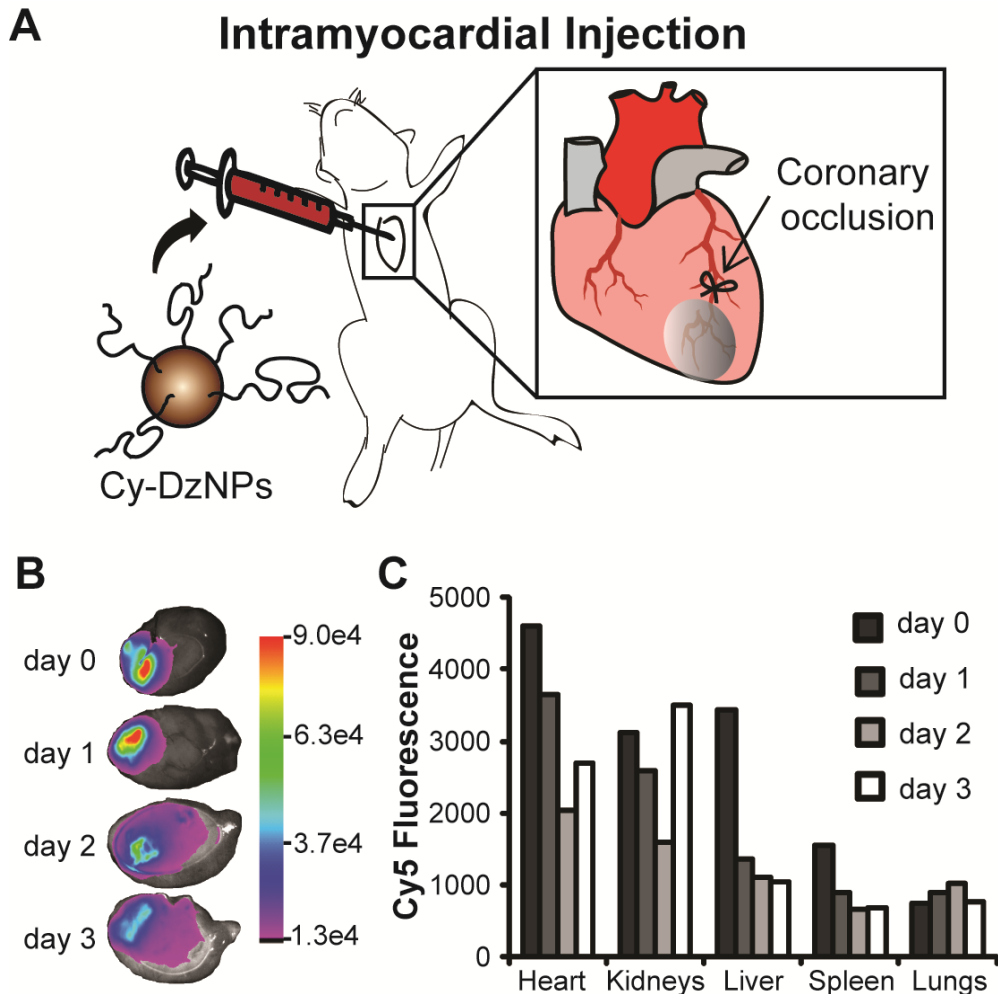 A
Intramyocardial Injection
Coronary
occlusion
Cy-DzNPs
B
day 0
day 1
day 2
day 3
9.0e4
6.3e4
3.7e4
1.3e4
C
Cy5 Fluorescence
5000
4000
3000
2000
1000
0
day 0
day 1
day 2
day 3
Heart Kidneys Liver Spleen Lungs